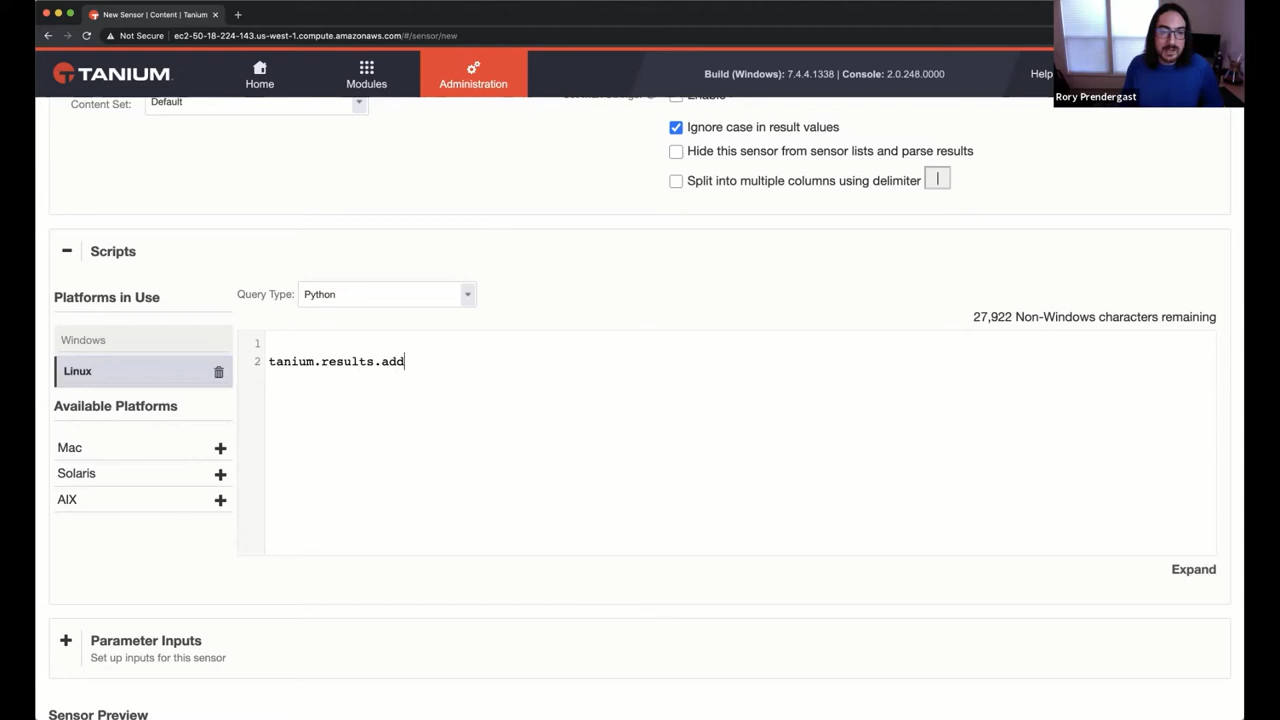 New Sensor | Content | Tanium
Not Secure ec2-50-18-224-143.us-west-1.compute.amazonaws.com/#/sensor/new
TANIUM
Home
Modules
Administration
Build (Windows): 7.4.4.1338 | Console: 2.0.248.0000
Help
Rory Prendergast
Content Set: Default
Enable
Ignore case in result values
Hide this sensor from sensor lists and parse results
Split into multiple columns using delimiter |
Scripts
Platforms in Use
Query Type: Python
27,922 Non-Windows characters remaining
Windows
Linux
1
2 tanium.results.add
Available Platforms
Mac
Solaris
AIX
Expand
Parameter Inputs
Set up inputs for this sensor
Sensor Preview